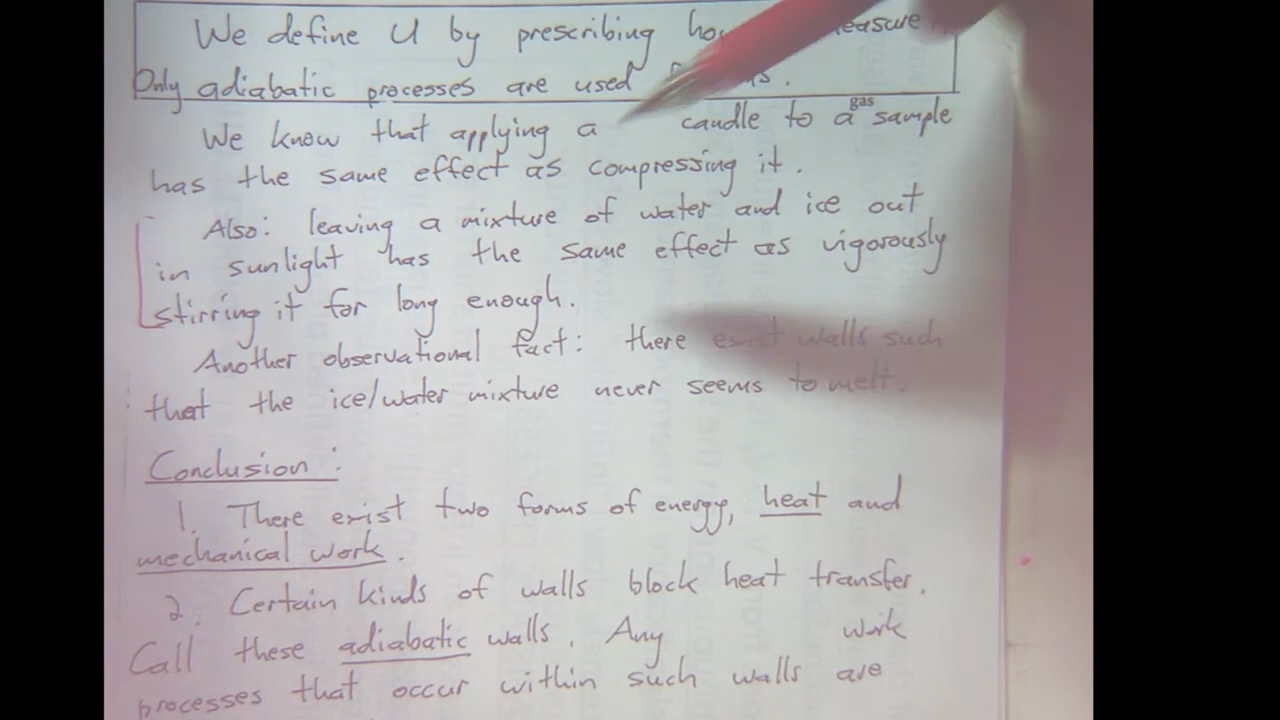 We define U by prescribing measure
Only adiabatic processes are used
We know that applying a candle to a gas sample
has the same effect as compressing it.
Also: leaving a mixture of water and ice out
in sunlight has the same effect as vigorously
stirring it for long enough.
Another observational fact: there exist walls such
that the ice/water mixture never seems to melt.
Conclusion:
1. There exist two forms of energy, heat and
mechanical work.
2. Certain kinds of walls block heat transfer.
Call these adiabatic walls. Any work
processes that occur within such walls are